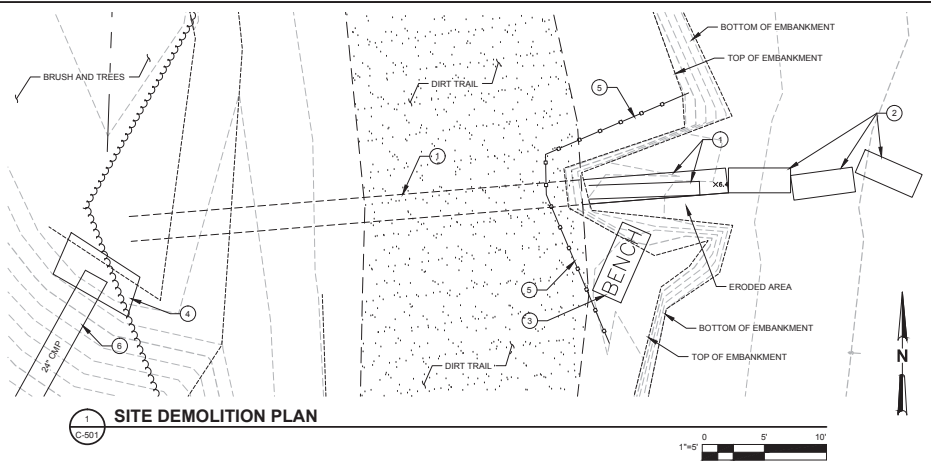 BOTTOM OF EMBANKMENT
TOP OF EMBANKMENT
BRUSH AND TREES
DIRT TRAIL
5
2
1
1
X6.4
BENCH
ERODED AREA
5
3
4
6
24" CMP
BOTTOM OF EMBANKMENT
TOP OF EMBANKMENT
DIRT TRAIL
N
1
C-501
SITE DEMOLITION PLAN
1"=5'
0 5' 10'